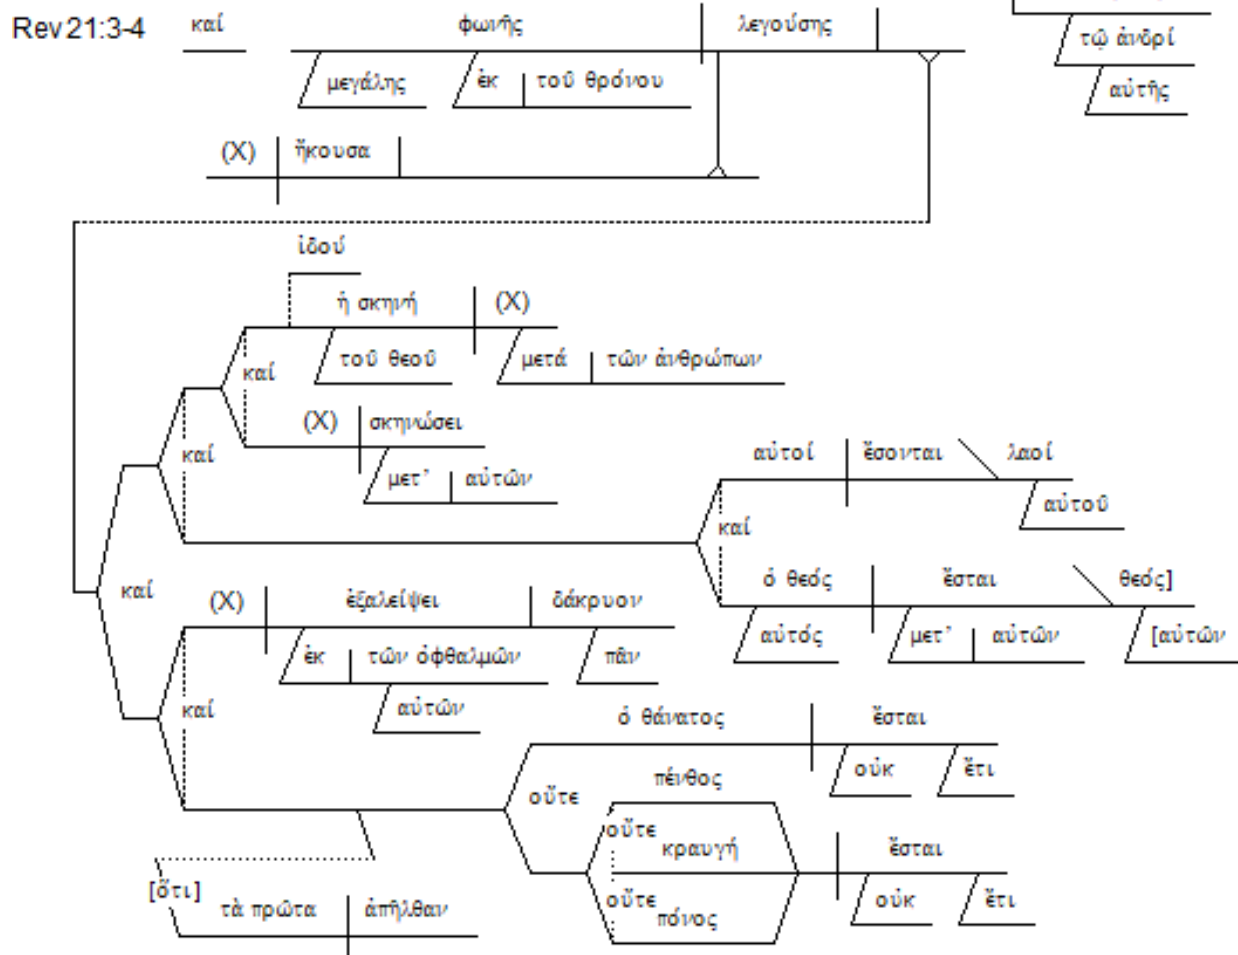 Rev 21:3-4 καί φωνῆς λεγούσης
τῷ ἀνδρί
μεγάλης ἐκ τοῦ θρόνου
αὐτῆς
(X) ἤκουσα
ἰδού
ἡ σκηνή (X)
τοῦ θεοῦ μετά τῶν ἀνθρώπων
καί
(X) σκηνώσει
καί
μετ' αὐτῶν
αὐτοί ἔσονται λαοί
αὐτοῦ
καί
ὁ θεός ἔσται θεός]
αὐτός μετ' αὐτῶν [αὐτῶν
καί
(X) ἐξαλείψει δάκρυον
ἐκ τῶν ὀφθαλμῶν πᾶν
αὐτῶν
καί
ὁ θάνατος ἔσται
οὐκ ἔτι
οὔτε
πένθος
οὔτε
κραυγή ἔσται
οὔτε
πόνος
οὐκ ἔτι
[ὅτι]
τὰ πρῶτα ἀπῆλθαν